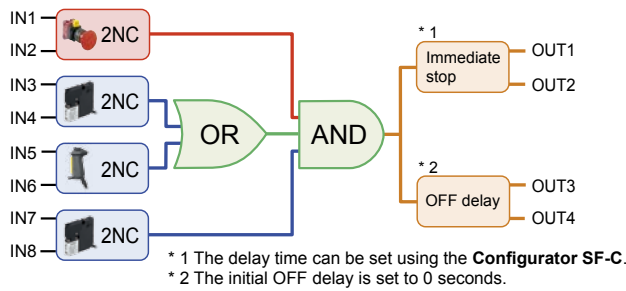 IN1
IN2
2NC
IN3
IN4
2NC
IN5
IN6
2NC
IN7
IN8
2NC
OR
AND
* 1
Immediate
stop
OUT1
OUT2
* 2
OFF delay
OUT3
OUT4
* 1 The delay time can be set using the Configurator SF-C.
* 2 The initial OFF delay is set to 0 seconds.